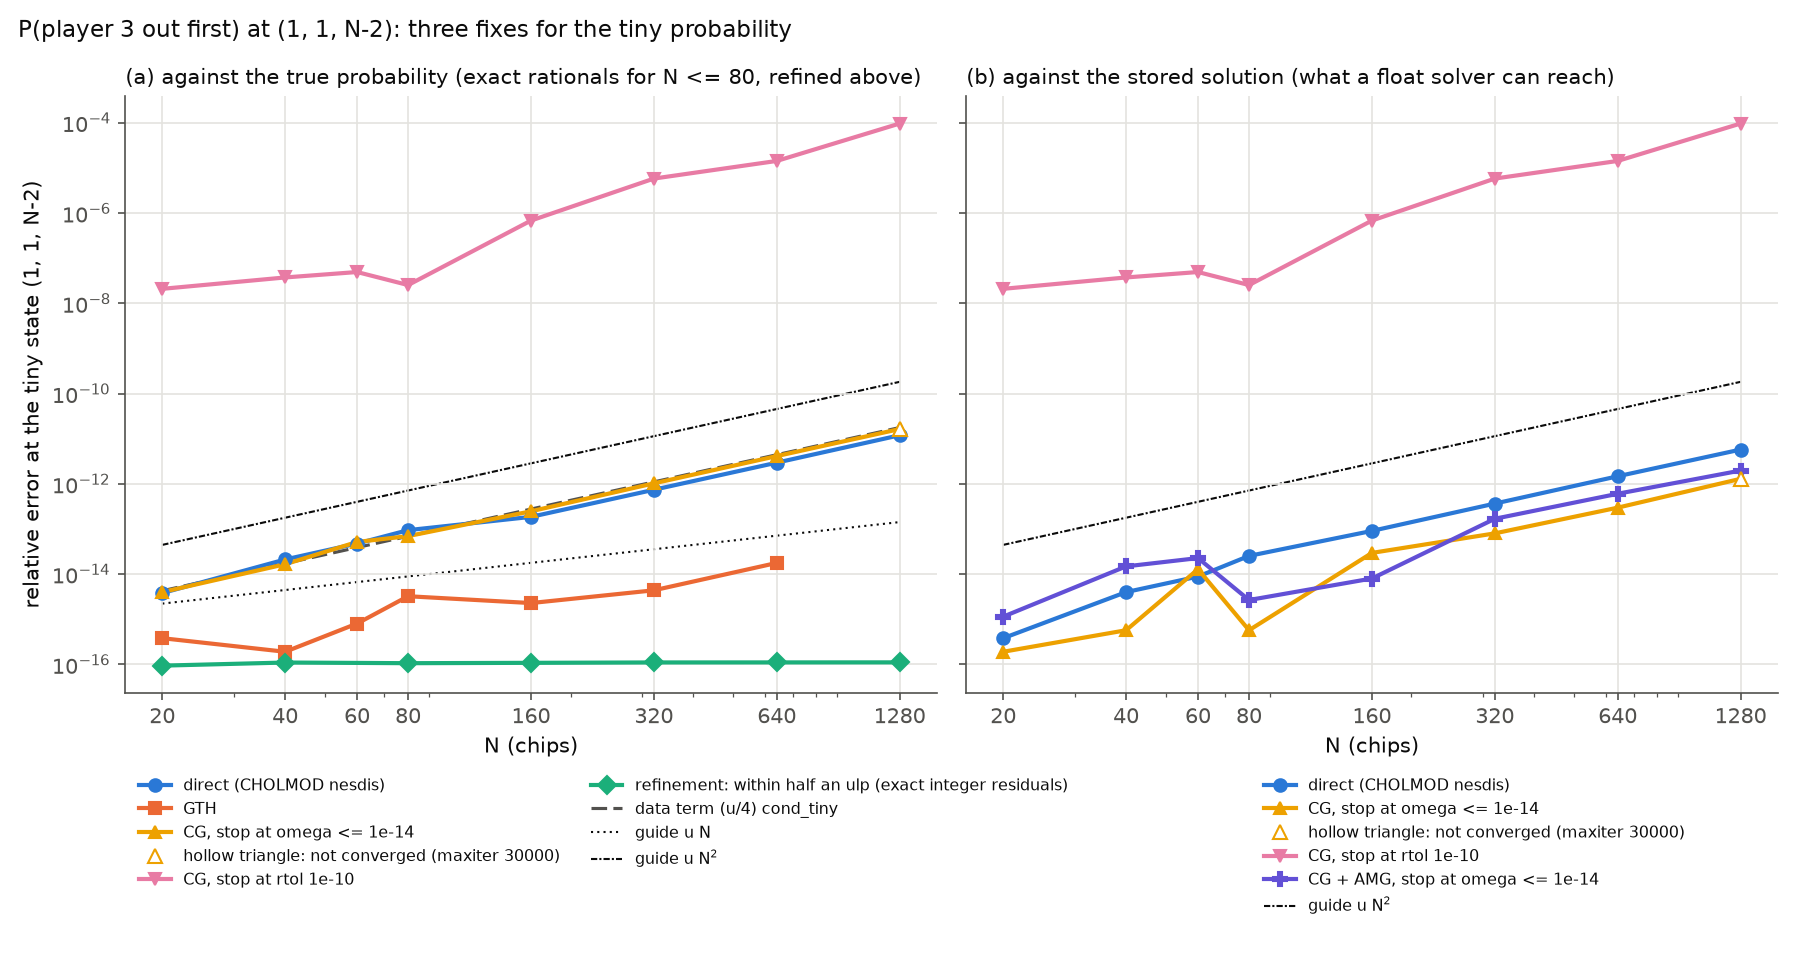 P(player 3 out first) at (1, 1, N-2): three fixes for the tiny probability
(a) against the true probability (exact rationals for N <= 80, refined above)
(b) against the stored solution (what a float solver can reach)
relative error at the tiny state (1, 1, N-2)
10⁻⁴
10⁻⁶
10⁻⁸
10⁻¹⁰
10⁻¹²
10⁻¹⁴
10⁻¹⁶
20 40 60 80 160 320 640 1280
N (chips)
20 40 60 80 160 320 640 1280
N (chips)
direct (CHOLMOD nesdis)
GTH
CG, stop at omega <= 1e-14
hollow triangle: not converged (maxiter 30000)
CG, stop at rtol 1e-10
refinement: within half an ulp (exact integer residuals)
data term (u/4) cond_tiny
guide u N
guide u N²
direct (CHOLMOD nesdis)
CG, stop at omega <= 1e-14
hollow triangle: not converged (maxiter 30000)
CG, stop at rtol 1e-10
CG + AMG, stop at omega <= 1e-14
guide u N²